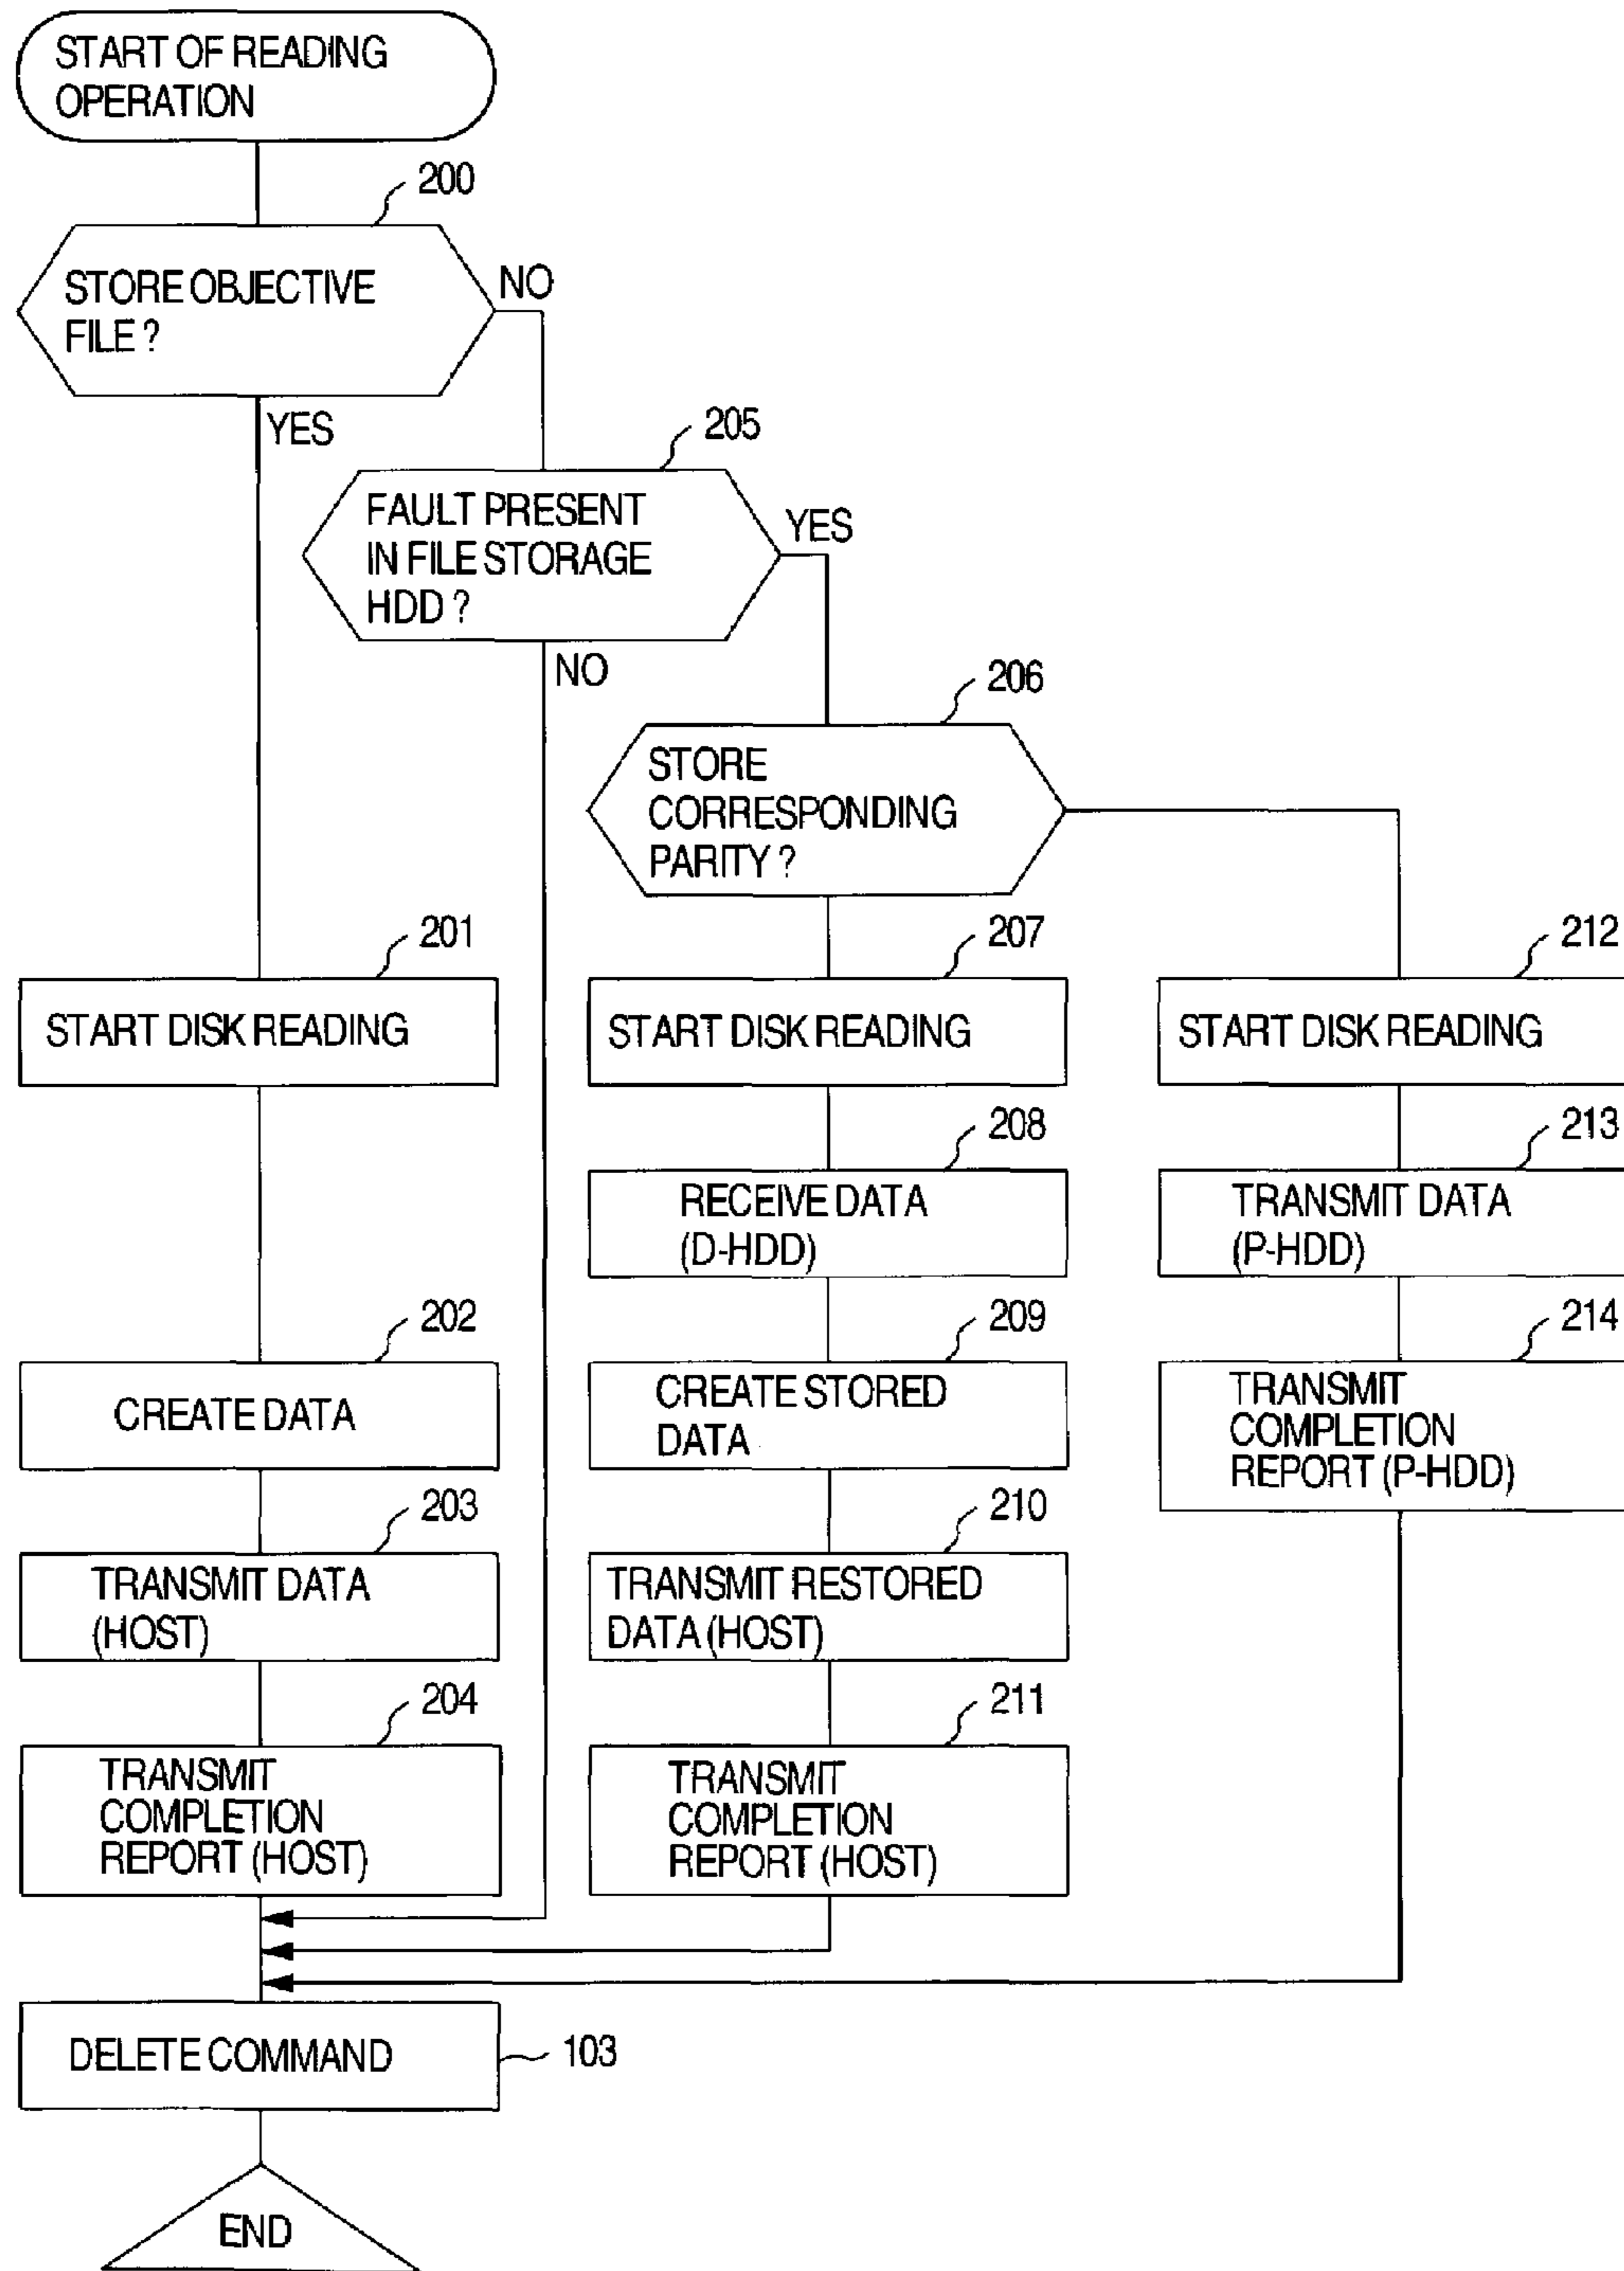 START OF READING
OPERATION
200
STORE OBJECTIVE
FILE ?
NO
YES
205
FAULT PRESENT
IN FILE STORAGE
HDD ?
YES
NO
206
STORE
CORRESPONDING
PARITY ?
201
START DISK READING
207
START DISK READING
212
START DISK READING
208
RECEIVE DATA
(D-HDD)
213
TRANSMIT DATA
(P-HDD)
202
CREATE DATA
209
CREATE STORED
DATA
214
TRANSMIT
COMPLETION
REPORT (P-HDD)
203
TRANSMIT DATA
(HOST)
210
TRANSMIT RESTORED
DATA (HOST)
204
TRANSMIT
COMPLETION
REPORT (HOST)
211
TRANSMIT
COMPLETION
REPORT (HOST)
DELETE COMMAND
103
END